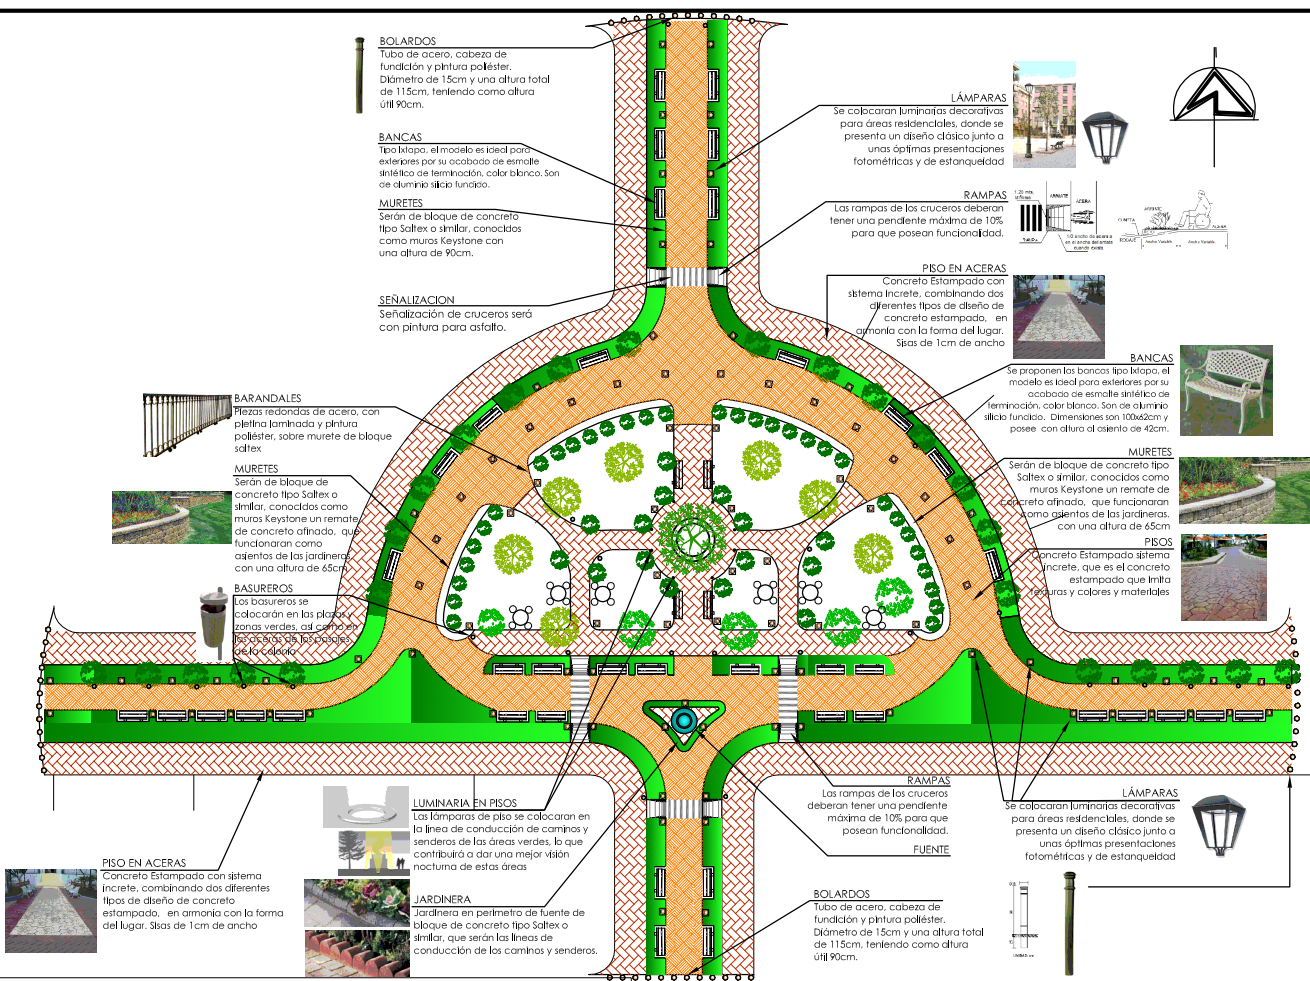 BOLARDOS
Tubo de acero, cabeza de
fundición y pintura poliéster.
Diámetro de 15cm y una altura total
de 115cm, teniendo como altura
útil 90cm.
BANCAS
Tipo Ixtapa, el modelo es ideal para
exteriores por su acabado de esmalte
sintético de terminación, color blanco. Son
de aluminio silicio fundido.
MURETES
Serán de bloque de concreto
tipo Saltex o similar, conocidos
como muros Keystone con
una altura de 90cm.
SEÑALIZACION
Señalización de cruceros será
con pintura para asfalto.
BARANDALES
Piezas redondas de acero, con
pletina laminada y pintura
poliéster, sobre murete de bloque
saltex
MURETES
Serán de bloque de
concreto tipo Saltex o
similar, conocidos como
muros Keystone un remate
de concreto afinado, que
funcionaran como
asientos de las jardineras
con una altura de 65cm
BASUREROS
Los basureros se
colocarán en las plazas y
zonas verdes, así como en
las aceras de los pasajes
de la colonia
LÁMPARAS
Se colocaran luminarias decorativas
para áreas residenciales, donde se
presenta un diseño clásico junto a
unas óptimas presentaciones
fotométricas y de estanqueidad
RAMPAS
Las rampas de los cruceros deberan
tener una pendiente máxima de 10%
para que posean funcionalidad.
ARRIATE
ACERA
ARRIATE
CUNETA
RODAJE
Ancho Variable
Ancho Variable
PISO EN ACERAS
Concreto Estampado con
sistema increte, combinando dos
diferentes tipos de diseño de
concreto estampado, en
armonia con la forma del lugar.
Sisas de 1cm de ancho
BANCAS
Se proponen las bancas tipo Ixtapa, el
modelo es ideal para exteriores por su
acabado de esmalte sintético de
terminación, color blanco. Son de aluminio
silicio fundido. Dimensiones son 100x62cm y
posee con altura al asiento de 42cm.
MURETES
Serán de bloque de concreto tipo
Saltex o similar, conocidos como
muros Keystone un remate de
concreto afinado, que funcionaran
como asientos de las jardineras,
con una altura de 65cm
PISOS
Concreto Estampado sistema
increte, que es el concreto
estampado que imita
texturas y colores y materiales
PISO EN ACERAS
Concreto Estampado con sistema
increte, combinando dos diferentes
tipos de diseño de concreto
estampado, en armonia con la forma
del lugar. Sisas de 1cm de ancho
LUMINARIA EN PISOS
Las lámparas de piso se colocaran en
la línea de conducción de caminos y
senderos de las áreas verdes, lo que
contribuirá a dar una mejor visión
nocturna de estas áreas
JARDINERA
Jardinera en perimetro de fuente de
bloque de concreto tipo Saltex o
similar, que serán las líneas de
conducción de los caminos y senderos.
RAMPAS
Las rampas de los cruceros
deberan tener una pendiente
máxima de 10% para que
posean funcionalidad.
FUENTE
BOLARDOS
Tubo de acero, cabeza de
fundición y pintura poliéster.
Diámetro de 15cm y una altura total
de 115cm, teniendo como altura
útil 90cm.
LÁMPARAS
Se colocaran luminarias decorativas
para áreas residenciales, donde se
presenta un diseño clásico junto a
unas óptimas presentaciones
fotométricas y de estanqueidad